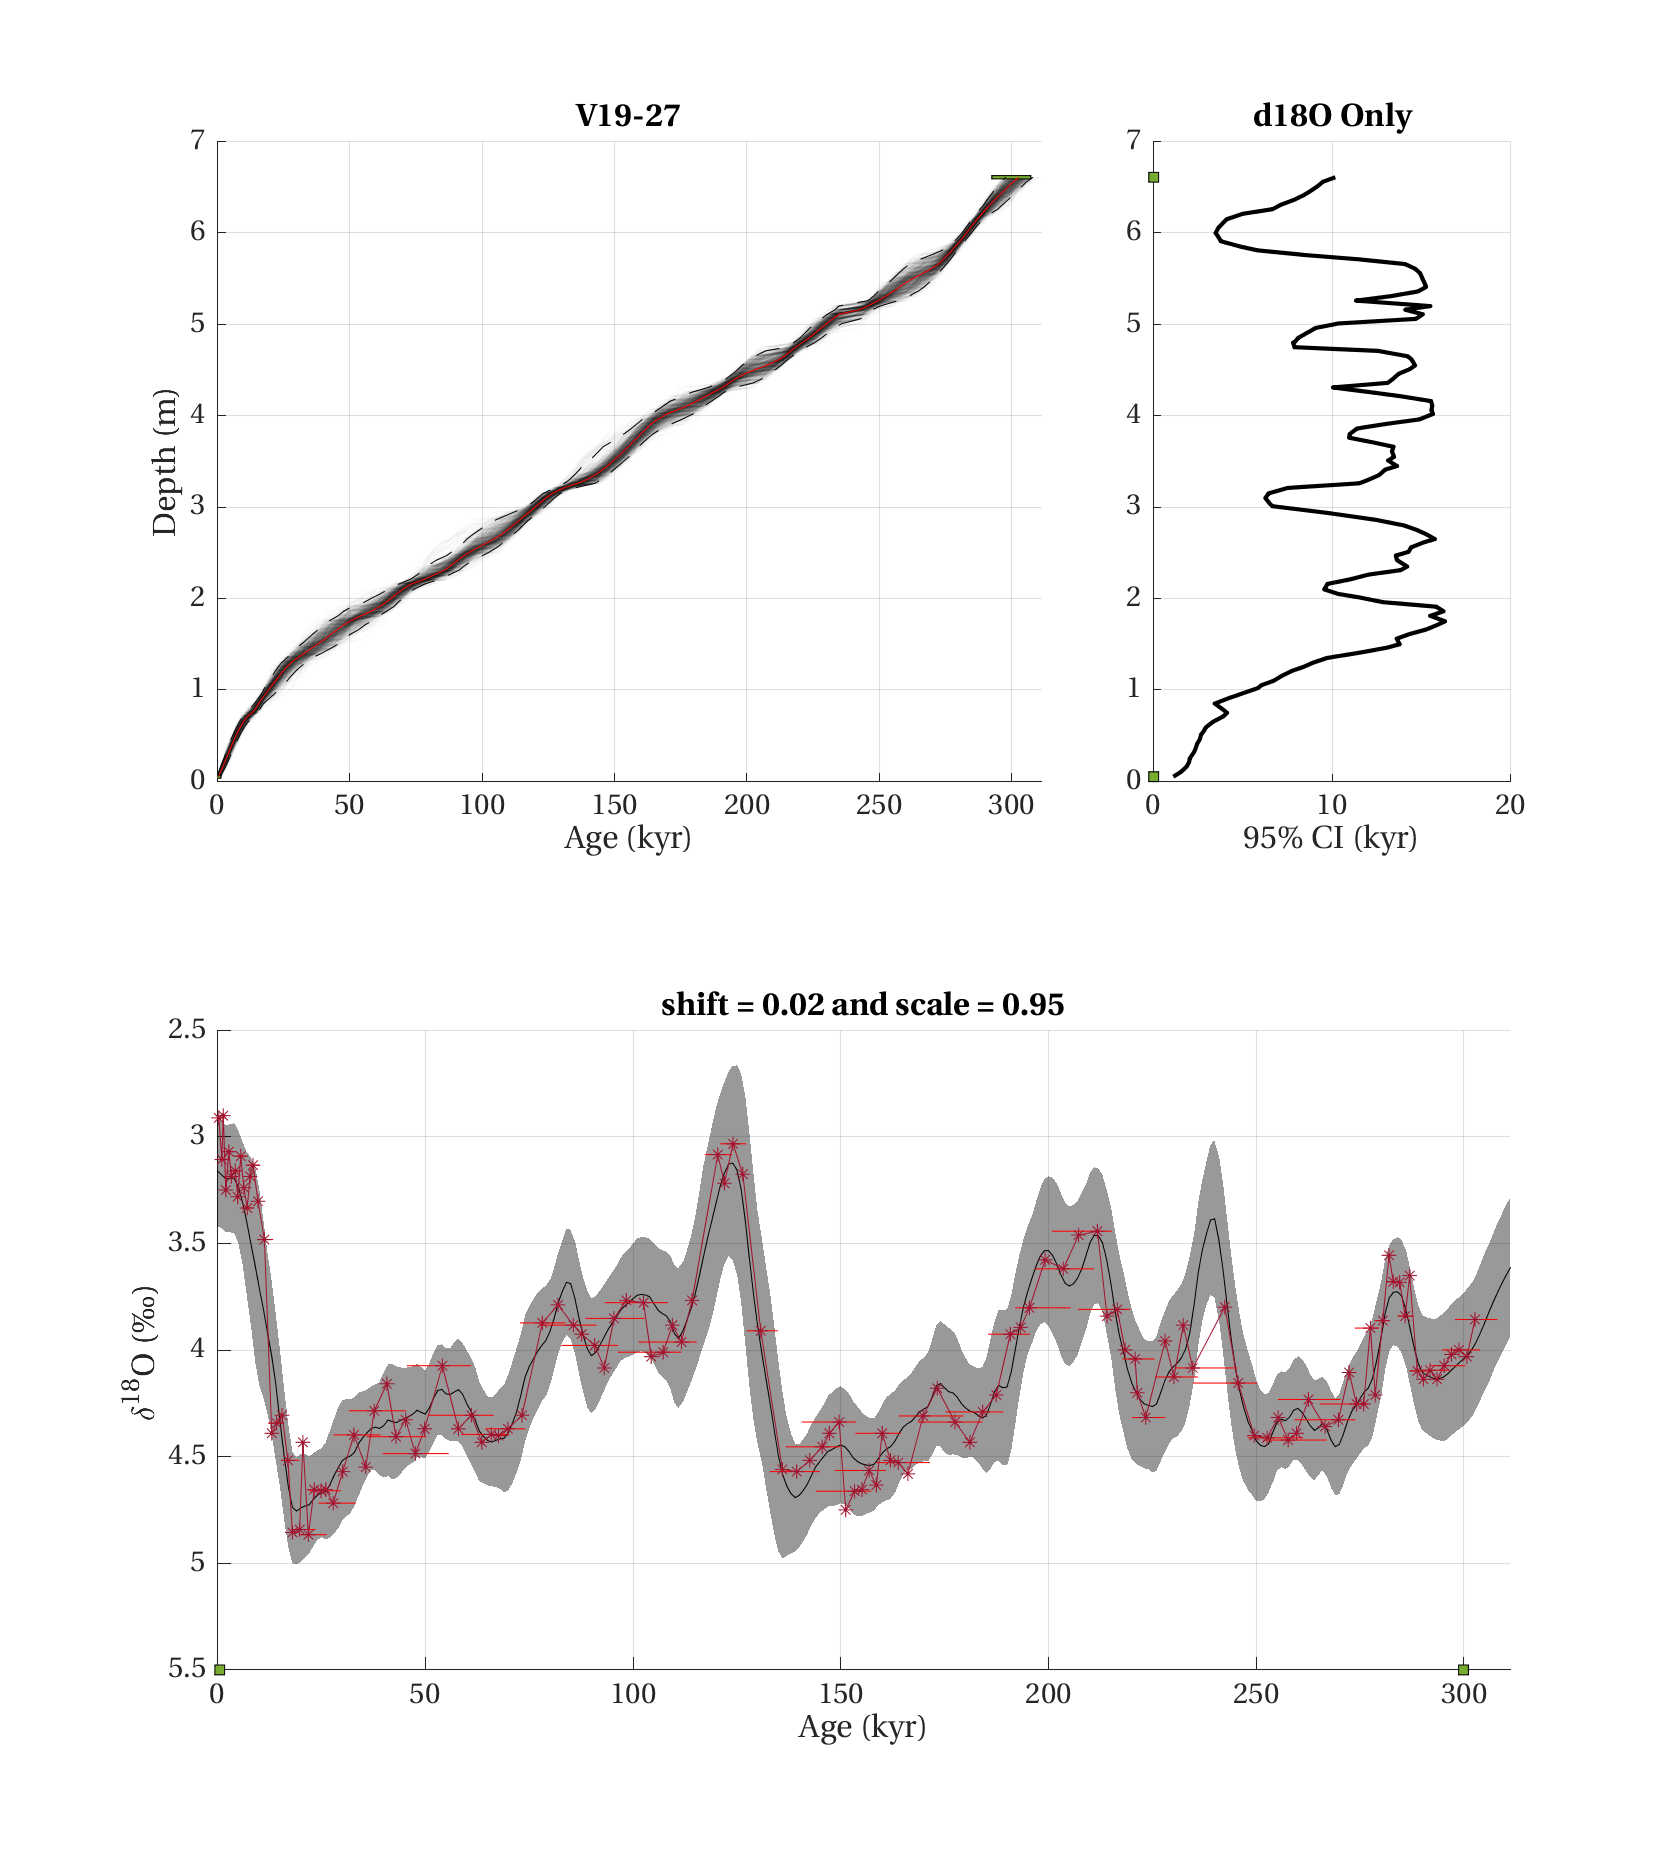 V19-27
7
6
5
4
3
2
1
0
Depth (m)
0 50 100 150 200 250 300
Age (kyr)
d18O Only
7
6
5
4
3
2
1
0
0 10 20
95% CI (kyr)
shift = 0.02 and scale = 0.95
2.5
3
3.5
4
4.5
5
5.5
δ¹⁸O (‰)
0 50 100 150 200 250 300
Age (kyr)